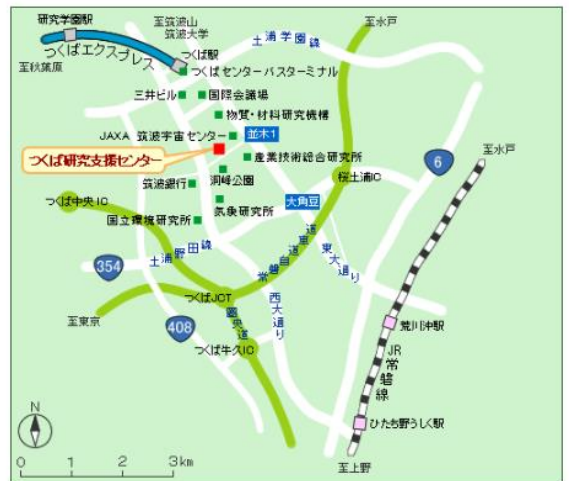 研究学園駅
至筑波山
筑波大学
至水戸
土浦学園線
つくばエクスプレス
つくば駅
至秋葉原
つくばセンターバスターミナル
三井ビル
国際会議場
物質・材料研究機構
JAXA 筑波宇宙センター
並木1
つくば研究支援センター
産業技術総合研究所
至水戸
6
洞峰公園
筑波銀行
桜土浦IC
つくば中央IC
気象研究所
大角豆
国立環境研究所
土浦野田線
常磐自動車道
東大通り
354
つくばJCT
西大通り
圏央道
至東京
408
荒川沖駅
つくば牛久IC
JR常磐線
N
ひたち野うしく駅
0 1 2 3km
至上野